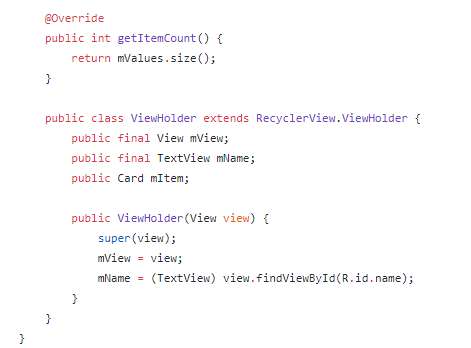 @Override
public int getItemCount() {
return mValues.size();
}
public class ViewHolder extends RecyclerView.ViewHolder {
public final View mView;
public final TextView mName;
public Card mItem;
public ViewHolder(View view) {
super(view);
mView = view;
mName = (TextView) view.findViewById(R.id.name);
}
}
}